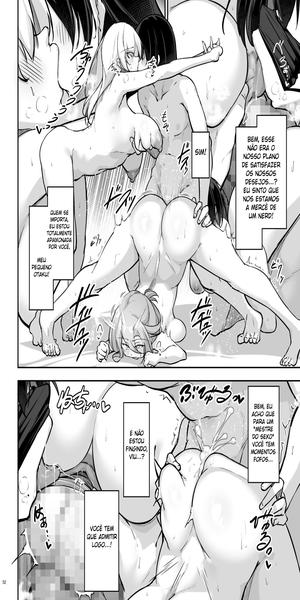 BEM, ESSE
NÃO ERA O
NOSSO PLANO
DE
SATISFAZER
OS NOSSOS
DESEJOS...?
EU SINTO QUE
NÓS ESTAMOS
A MERCÊ DE
UM NERD!
SIM!
QUEM SE
IMPORTA,
EU ESTOU
TOTALMENTE
APAIXONADA
POR VOCÊ,
MEU
PEQUENO
OTAKU!
BEM, EU
ACHO QUE
PARA UM
"MESTRE
DO SEXO"
VOCÊ TEM
MOMENTOS
FOFOS...
E NÃO
ESTOU
FINGINDO,
VIU...?
VOCÊ TEM
QUE ADMITIR
LOGO...!